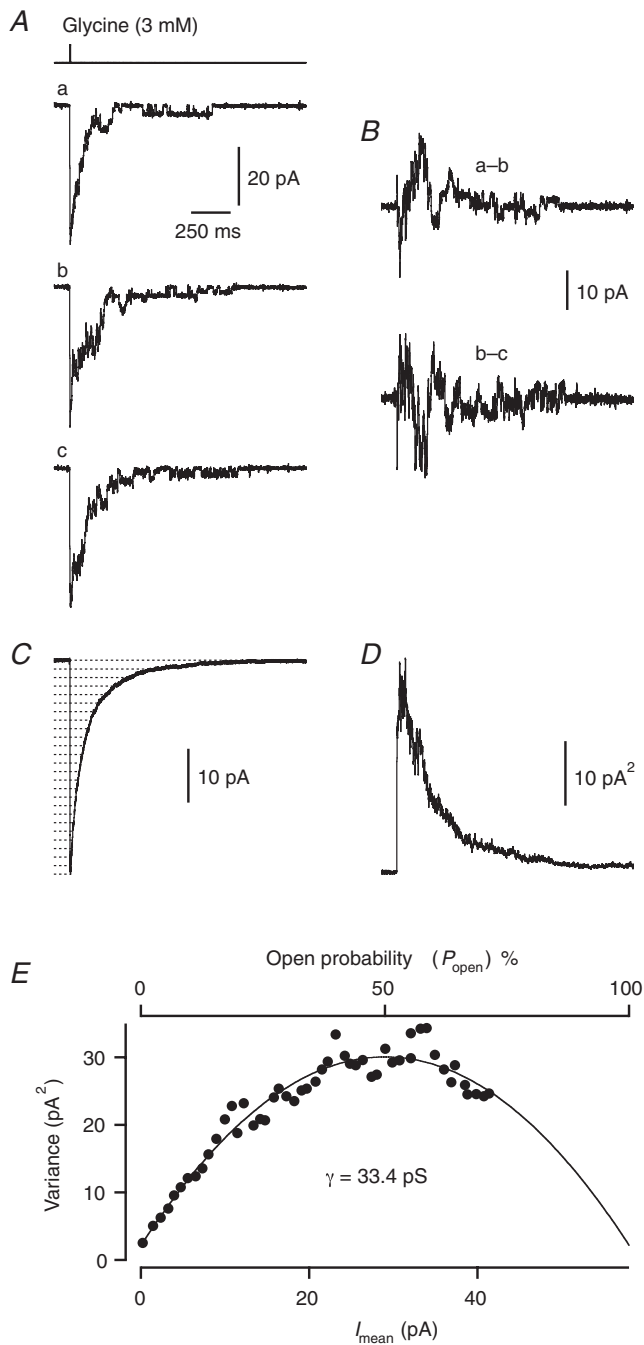 A
Glycine (3 mM)
a
20 pA
250 ms
b
c
B
a–b
10 pA
b–c
C
10 pA
D
10 pA²
E
Open probability (Popen) %
0 50 100
Variance (pA²)
30
20
10
0
γ = 33.4 pS
0 20 40
Imean (pA)